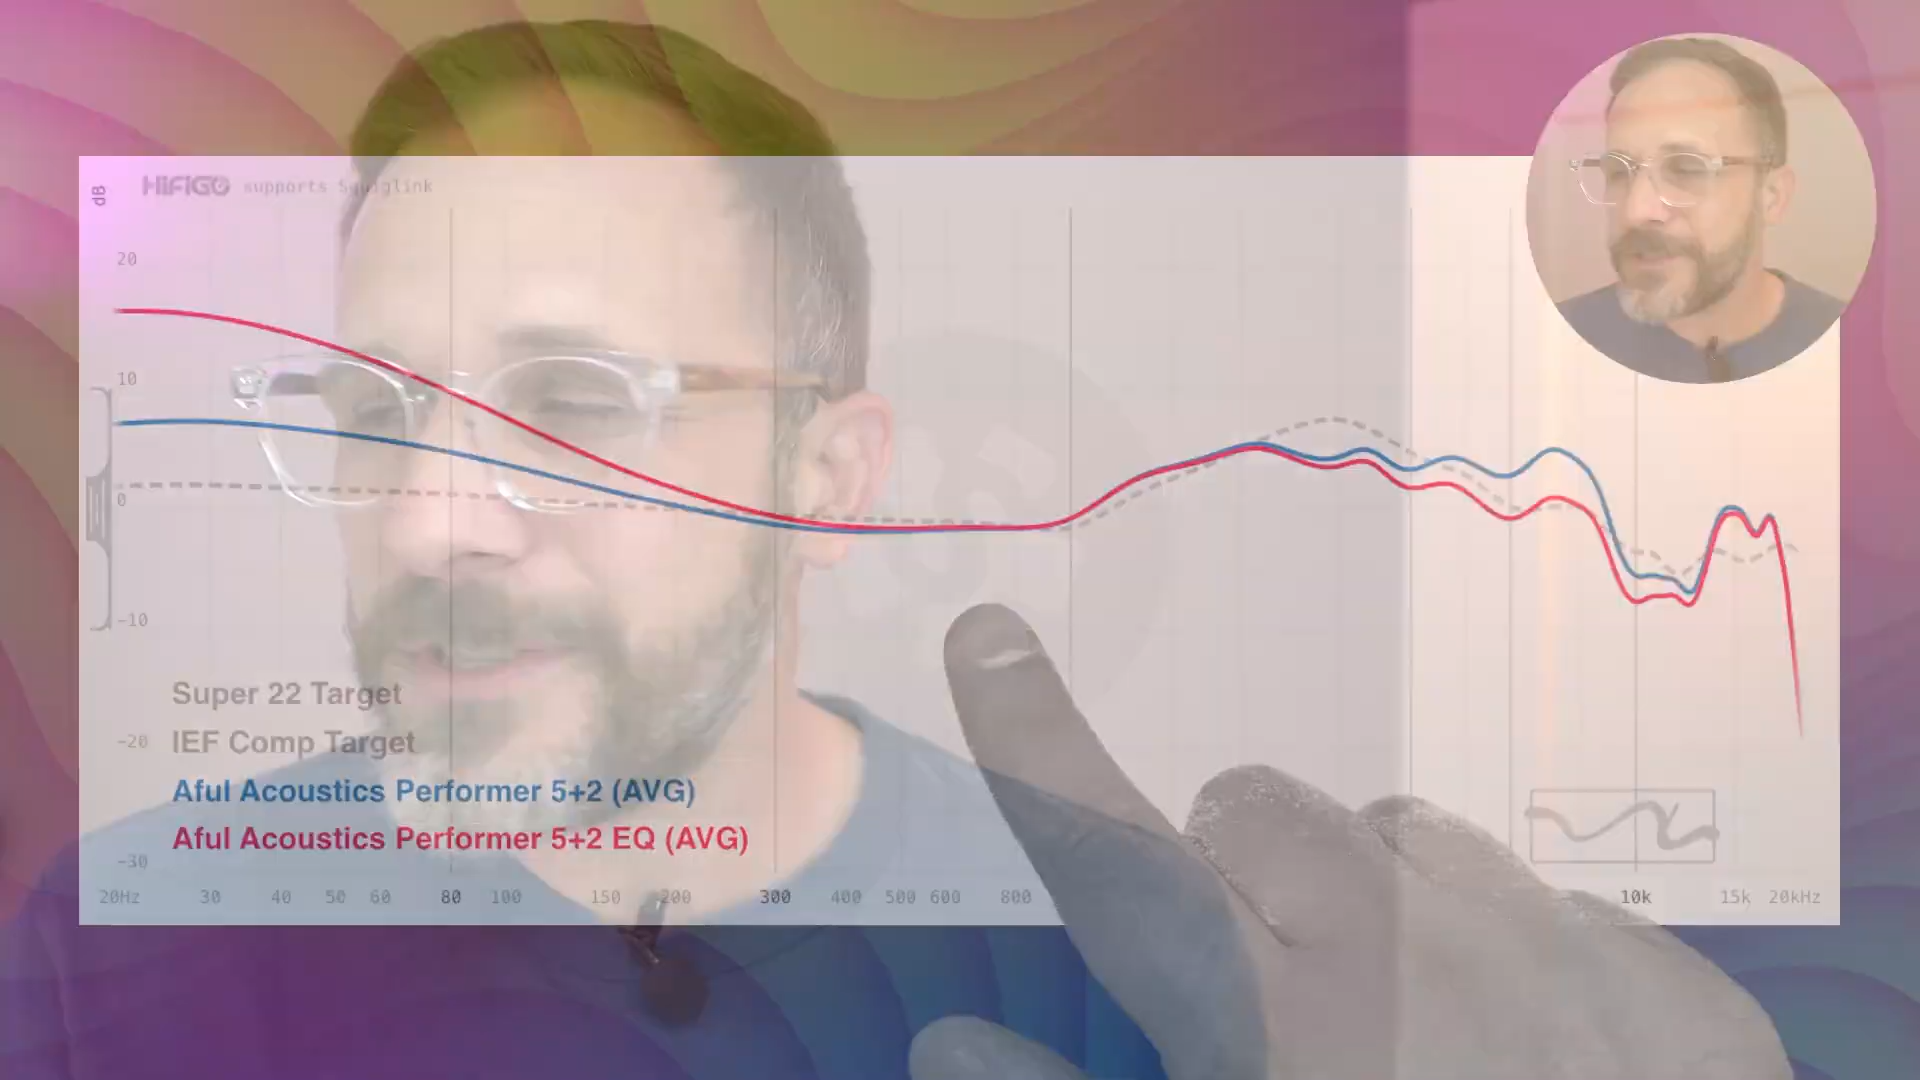 dB
HiFiGO supports Squiglink
20
10
0
-10
-20
-30
Super 22 Target
IEF Comp Target
Aful Acoustics Performer 5+2 (AVG)
Aful Acoustics Performer 5+2 EQ (AVG)
20Hz 30 40 50 60 80 100 150 200 300 400 500 600 800 10k 15k 20kHz